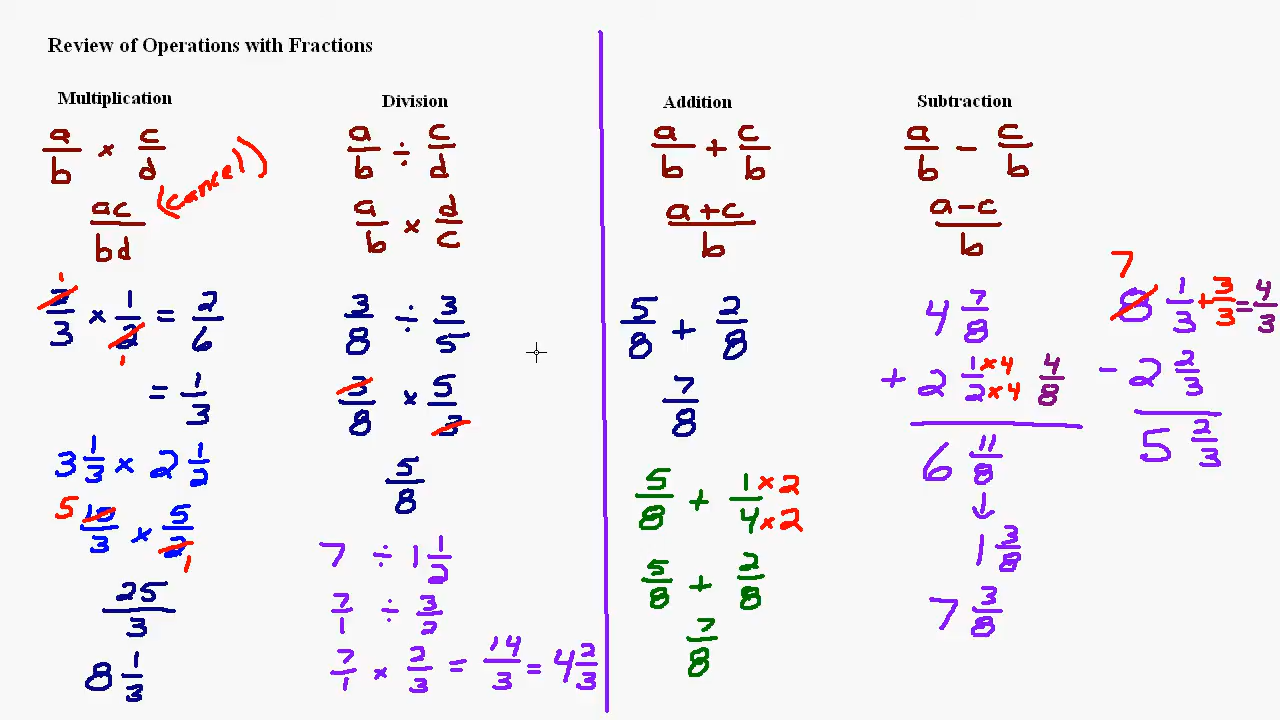 Review of Operations with Fractions
Multiplication
a/b × c/d
ac/bd (cancel)
2/3 × 1/2 = 2/6
1 1
= 1/3
3 1/3 × 2 1/2
5 10/3 × 5/2 1
25/3
8 1/3
Division
a/b ÷ c/d
a/b × d/c
3/8 ÷ 3/5
3/8 × 5/3
5/8
7 ÷ 1 1/2
7/1 ÷ 3/2
7/1 × 2/3 = 14/3 = 4 2/3
Addition
a/b + c/b
a+c/b
5/8 + 2/8
7/8
5/8 + 1×2/4×2
5/8 + 2/8
7/8
Subtraction
a/b - c/b
a-c/b
4 7/8
+ 2 1×4/2×4 4/8
6 11/8
↓
1 3/8
7 3/8
7
8 1/3 + 3/3 = 4/3
- 2 2/3
5 2/3